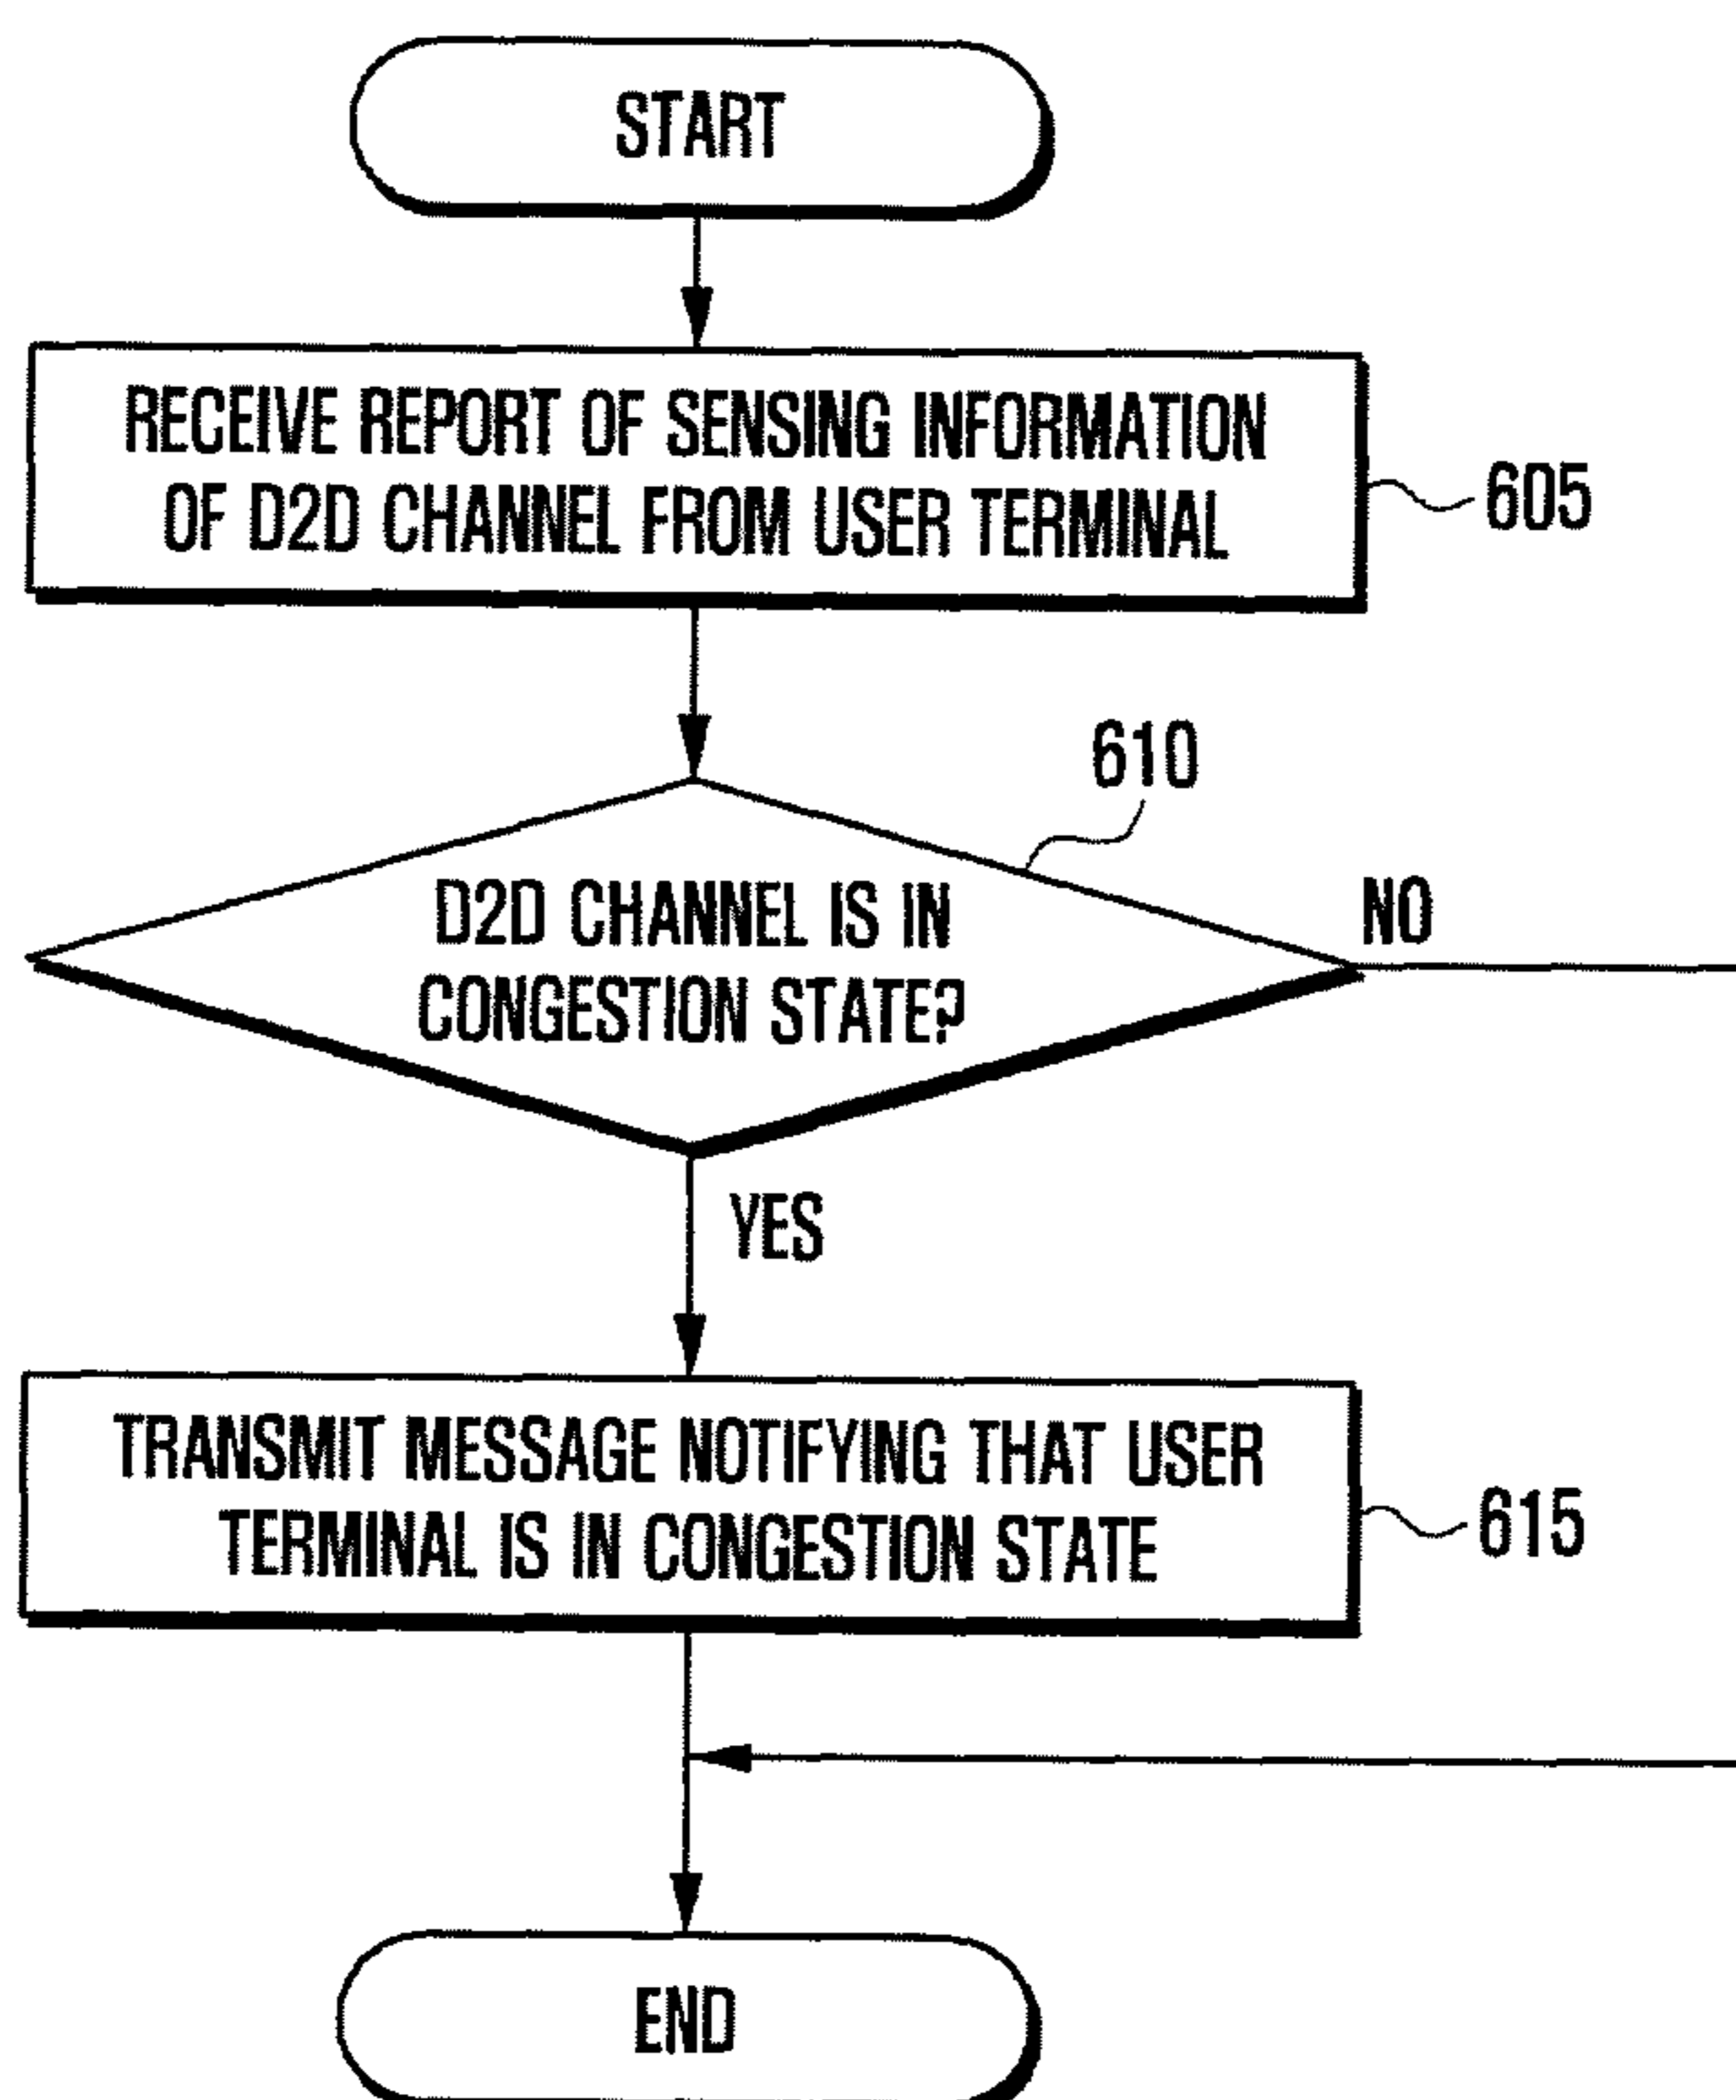 START
RECEIVE REPORT OF SENSING INFORMATION
OF D2D CHANNEL FROM USER TERMINAL
605
610
D2D CHANNEL IS IN
CONGESTION STATE?
NO
YES
TRANSMIT MESSAGE NOTIFYING THAT USER
TERMINAL IS IN CONGESTION STATE
615
END